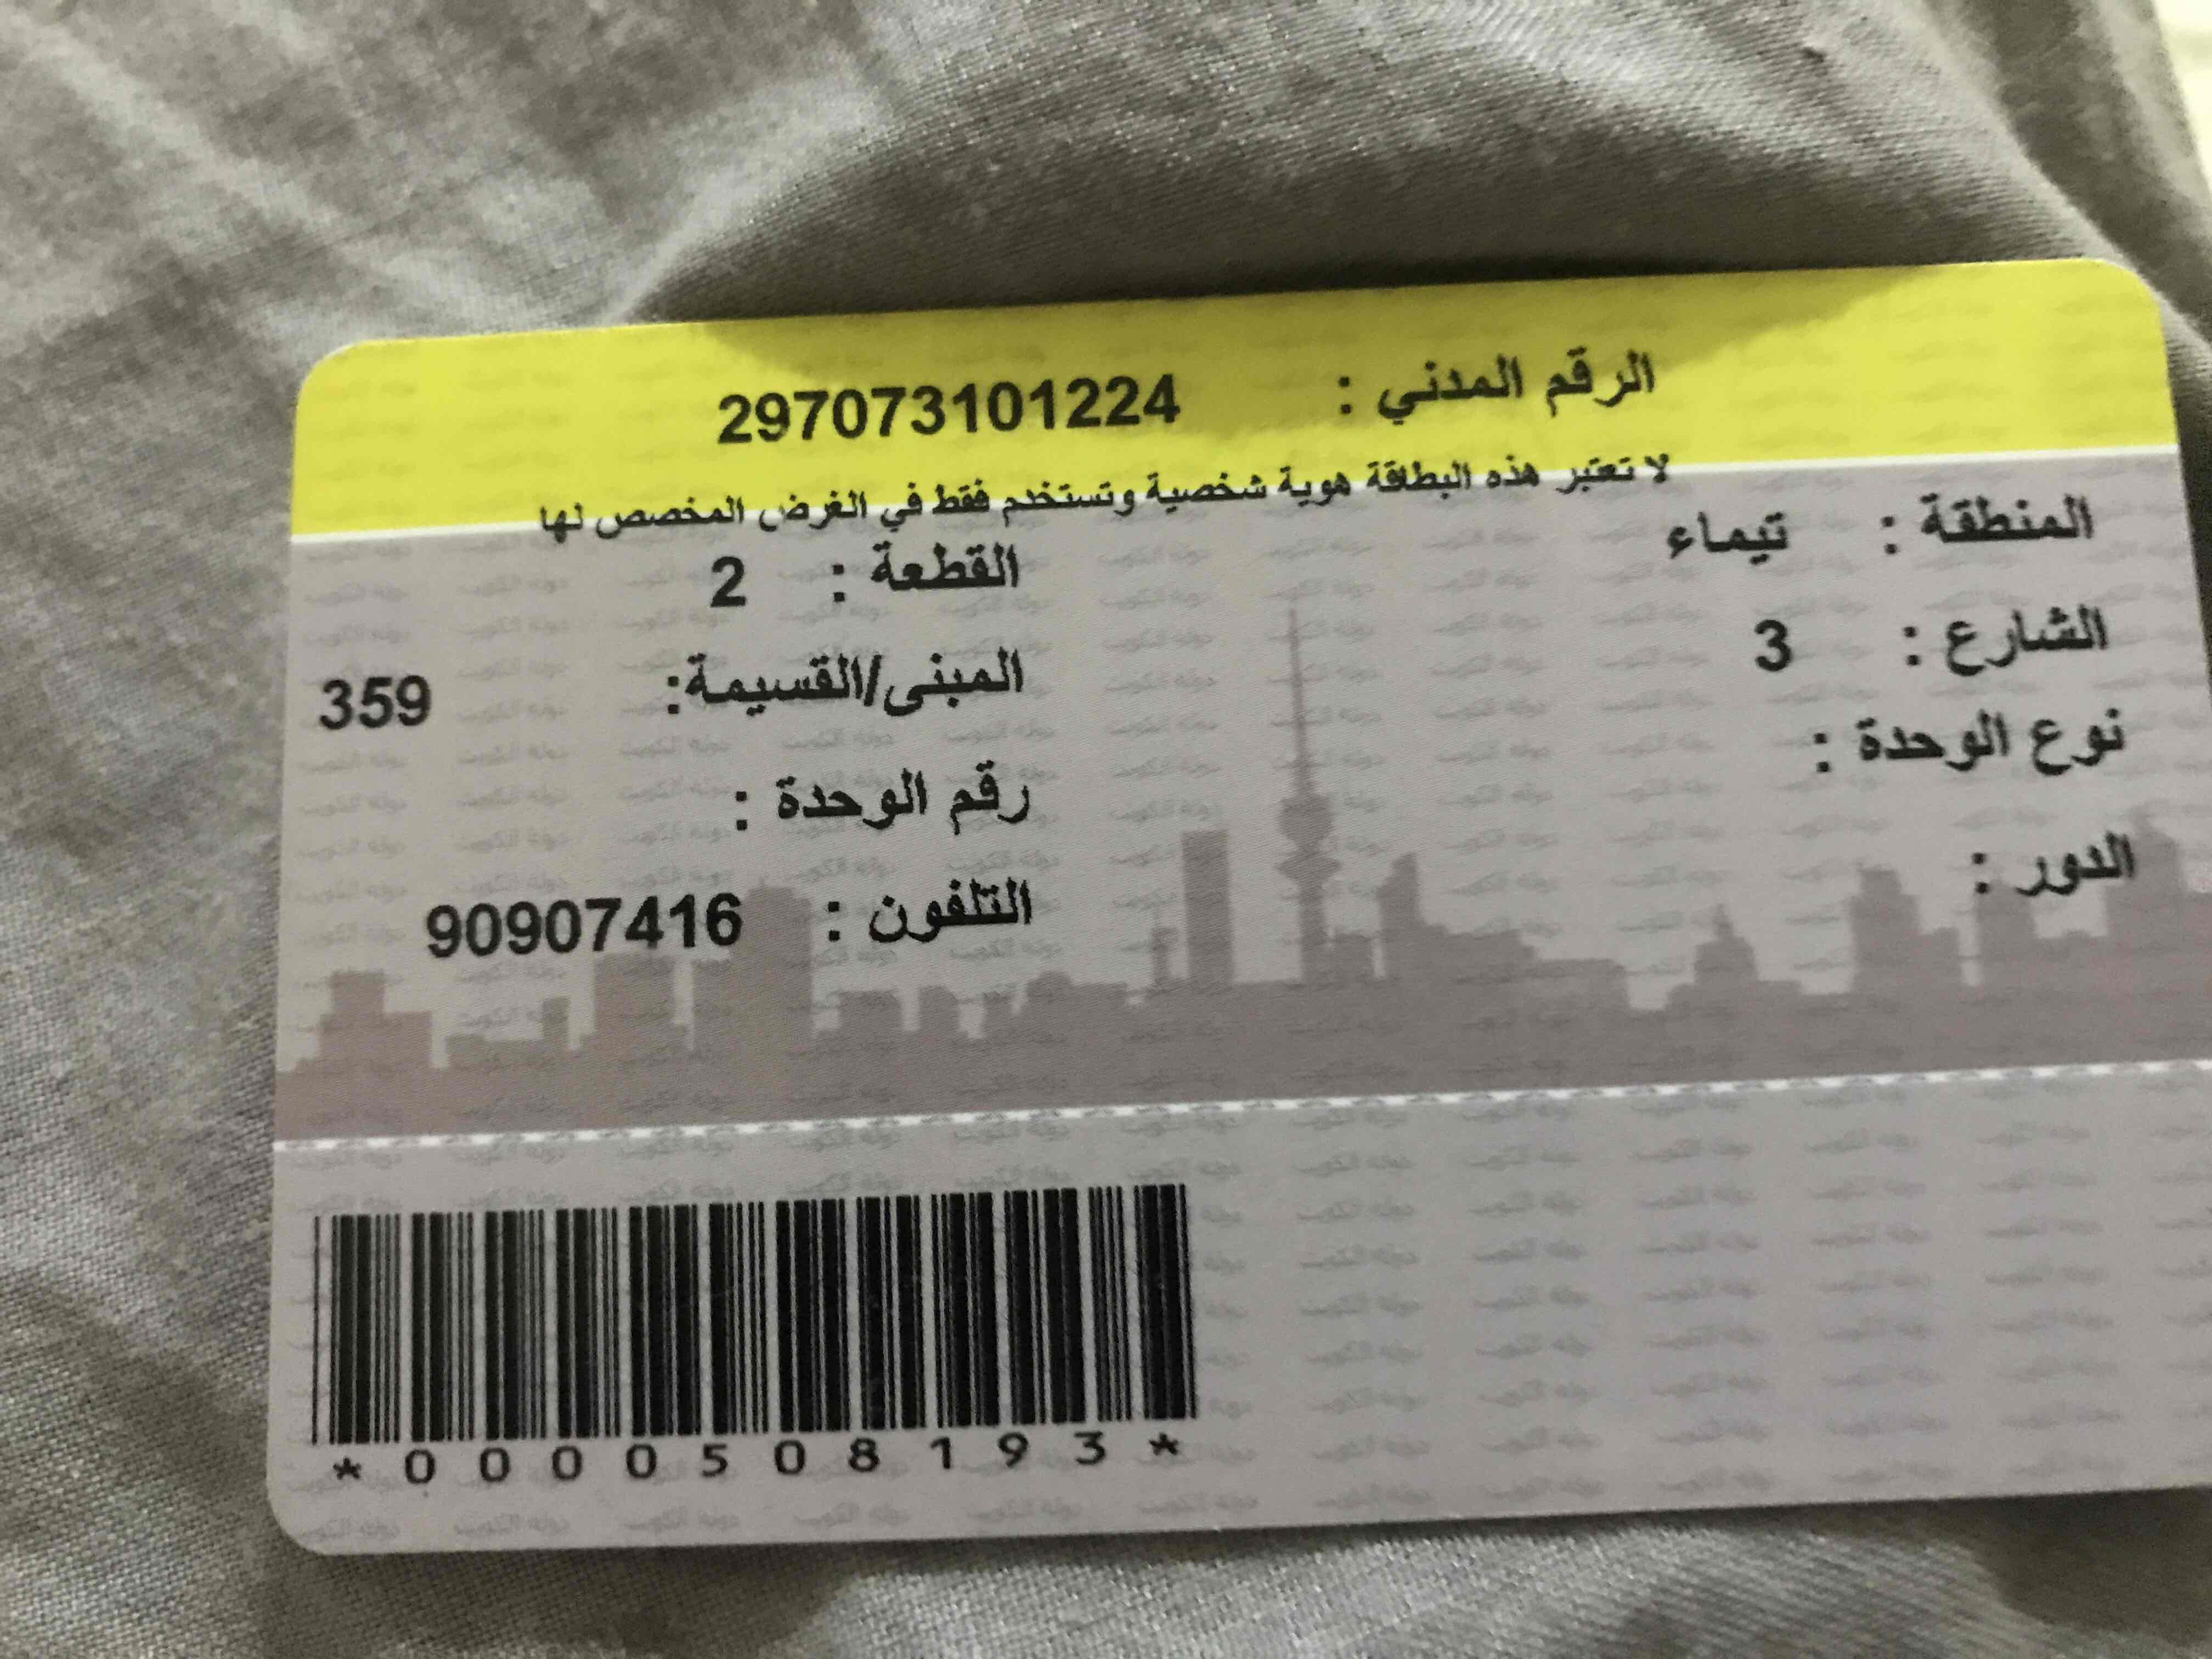 الرقم المدني : 297073101224
لا تعتبر هذه البطاقة هوية شخصية وتستخدم فقط في الغرض المخصص لها
المنطقة : تيماء القطعة : 2
الشارع : 3 المبنى/القسيمة: 359
نوع الوحدة : رقم الوحدة :
الدور : التلفون : 90907416
*0000508193*